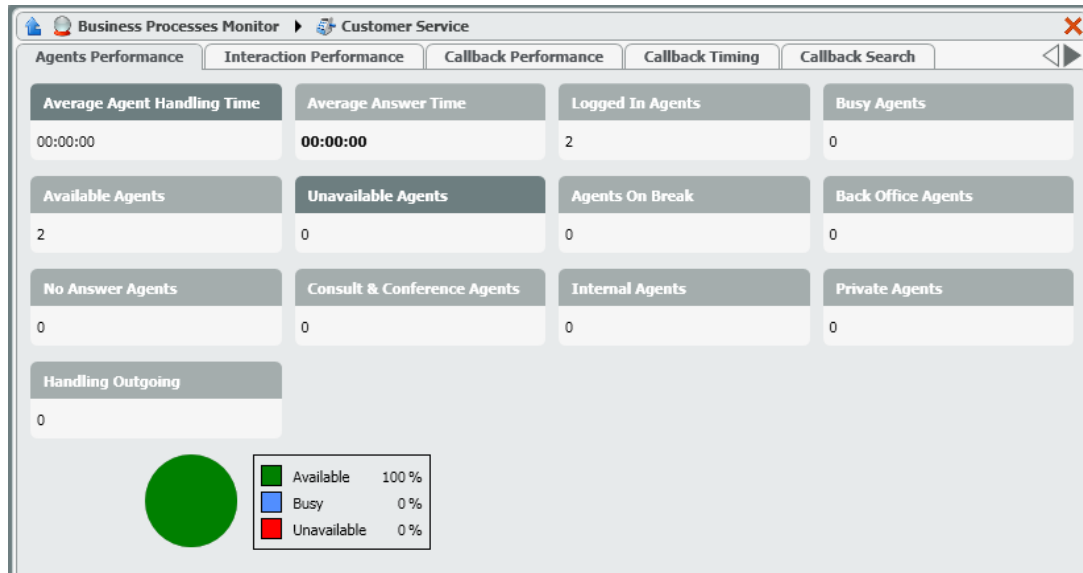 Business Processes Monitor Customer Service
Agents Performance Interaction Performance Callback Performance Callback Timing Callback Search
Average Agent Handling Time Average Answer Time Logged In Agents Busy Agents
00:00:00 00:00:00 2 0
Available Agents Unavailable Agents Agents On Break Back Office Agents
2 0 0 0
No Answer Agents Consult & Conference Agents Internal Agents Private Agents
0 0 0 0
Handling Outgoing
0
Available 100 %
Busy 0 %
Unavailable 0 %